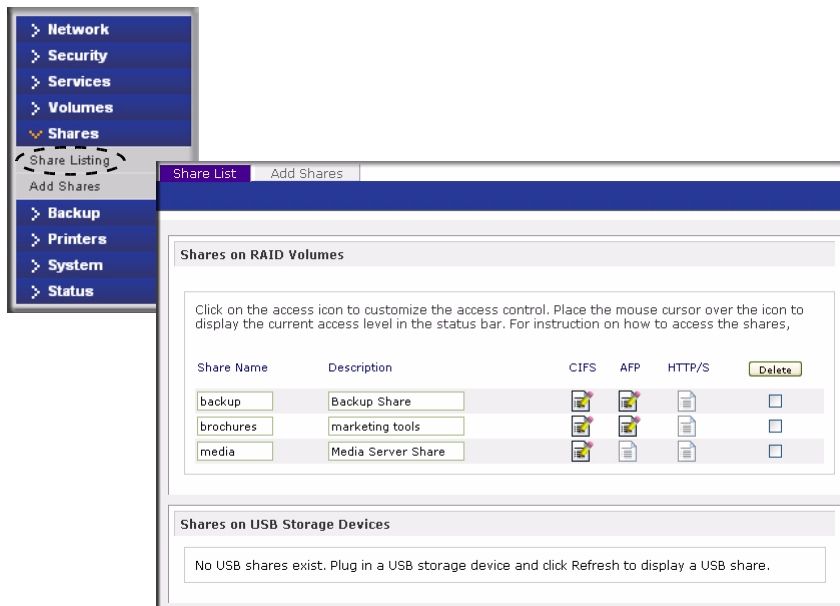 Network
Security
Services
Volumes
Shares
Share Listing
Add Shares
Backup
Printers
System
Status
Share List Add Shares
Shares on RAID Volumes
Click on the access icon to customize the access control. Place the mouse cursor over the icon to
display the current access level in the status bar. For instruction on how to access the shares,
Share Name Description CIFS AFP HTTP/S Delete
backup Backup Share
brochures marketing tools
media Media Server Share
Shares on USB Storage Devices
No USB shares exist. Plug in a USB storage device and click Refresh to display a USB share.